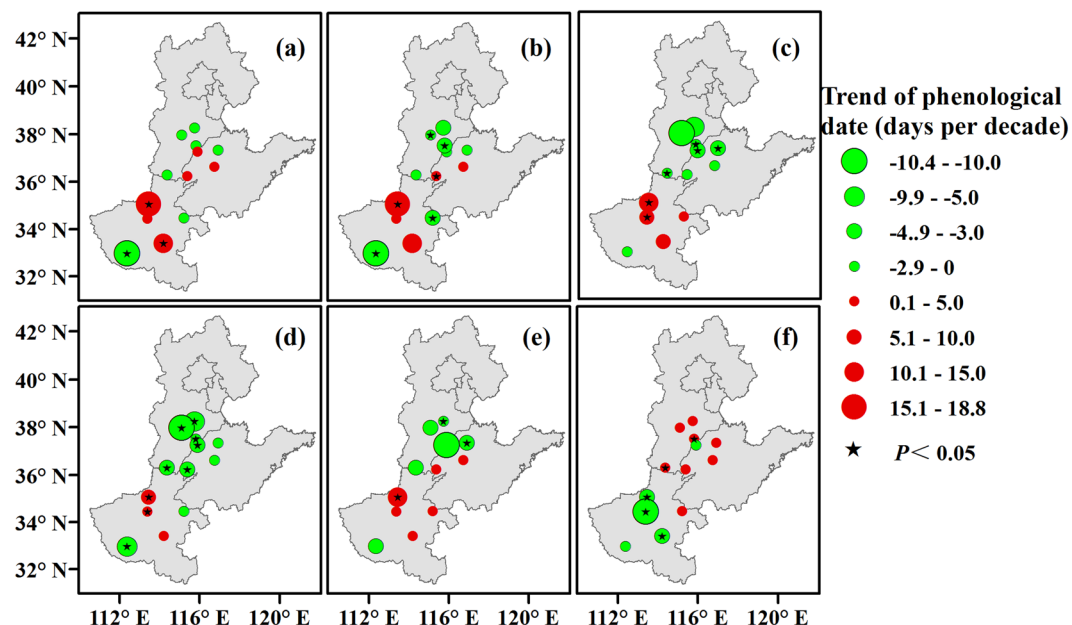 42° N
40° N
38° N
36° N
34° N
32° N
(a)
(b)
(c)
42° N
40° N
38° N
36° N
34° N
32° N
(d)
(e)
(f)
112° E 116° E 120° E
112° E 116° E 120° E
112° E 116° E 120° E
Trend of phenological
date (days per decade)
-10.4 - -10.0
-9.9 - -5.0
-4..9 - -3.0
-2.9 - 0
0.1 - 5.0
5.1 - 10.0
10.1 - 15.0
15.1 - 18.8
P< 0.05